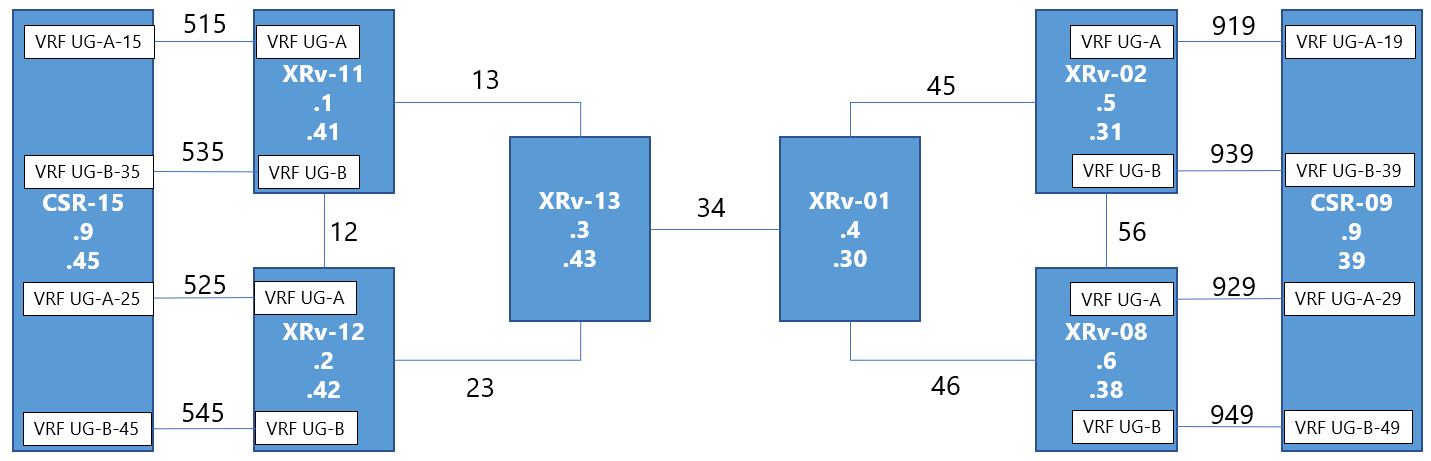 VRF UG-A-15
515
VRF UG-A
XRv-11
.1
.41
VRF UG-B
535
VRF UG-B-35
CSR-15
.9
.45
VRF UG-A-25
525
VRF UG-A
XRv-12
.2
.42
VRF UG-B
545
VRF UG-B-45
12
13
23
XRv-13
.3
.43
34
XRv-01
.4
.30
45
46
VRF UG-A
XRv-02
.5
.31
VRF UG-B
56
VRF UG-A
XRv-08
.6
.38
VRF UG-B
919
939
929
949
VRF UG-A-19
VRF UG-B-39
CSR-09
.9
39
VRF UG-A-29
VRF UG-B-49